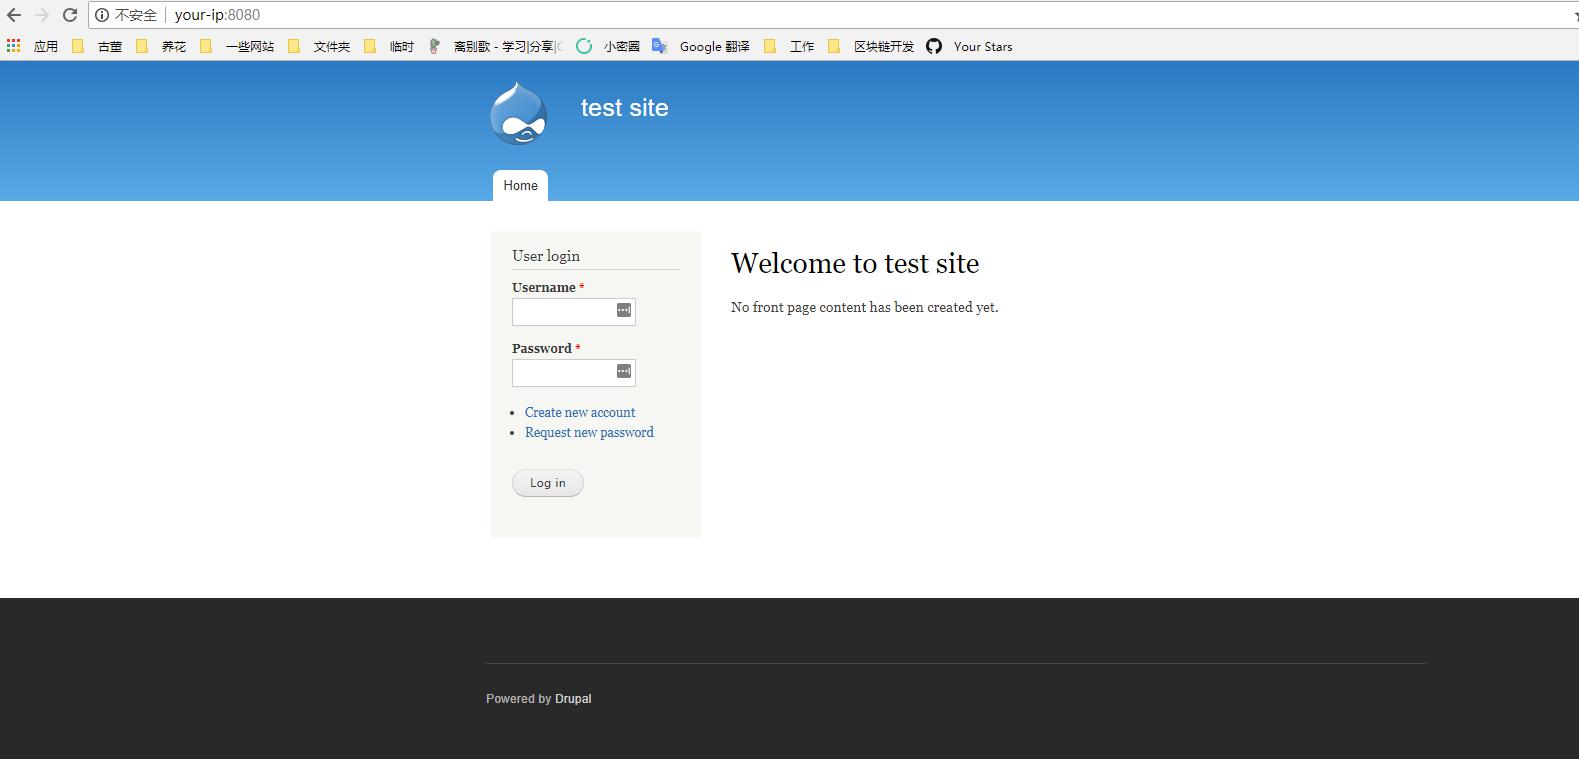 不安全 your-ip:8080
应用 古董 养花 一些网站 文件夹 临时 离别歌 - 学习|分享| 小密圈 Google 翻译 工作 区块链开发 Your Stars
test site
Home
User login
Welcome to test site
Username *
No front page content has been created yet.
Password *
Create new account
Request new password
Log in
Powered by Drupal